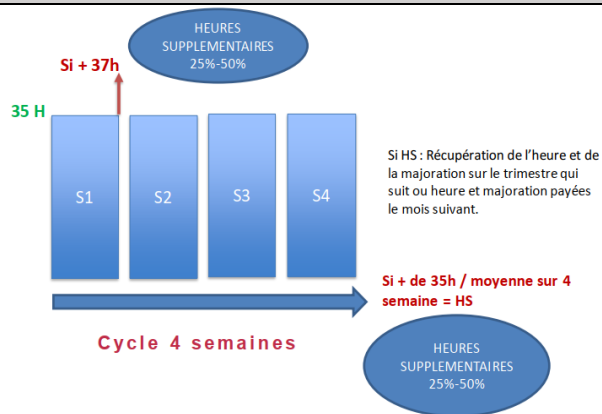 HEURES
SUPPLEMENTAIRES
25%-50%
Si + 37h
35 H
S1
S2
S3
S4
Si HS : Récupération de l'heure et de
la majoration sur le trimestre qui
suit ou heure et majoration payées
le mois suivant.
Si + de 35h / moyenne sur 4
semaine = HS
Cycle 4 semaines
HEURES
SUPPLEMENTAIRES
25%-50%